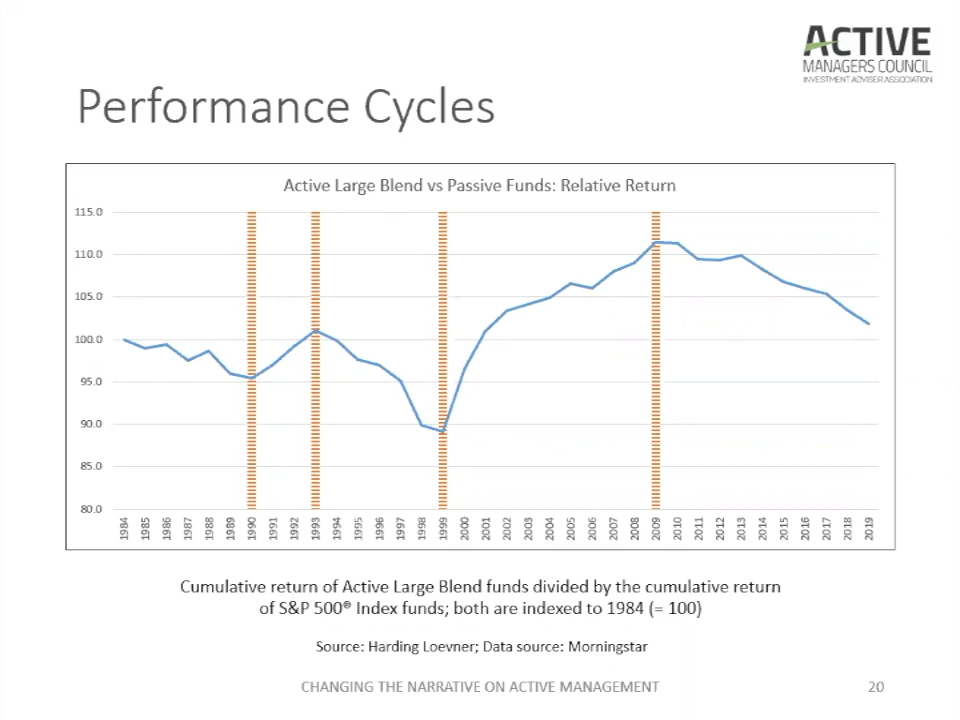 ACTIVE
MANAGERS COUNCIL
INVESTMENT ADVISER ASSOCIATION
Performance Cycles
Active Large Blend vs Passive Funds: Relative Return
115.0
110.0
105.0
100.0
95.0
90.0
85.0
80.0
1984 1985 1986 1987 1988 1989 1990 1991 1992 1993 1994 1995 1996 1997 1998 1999 2000 2001 2002 2003 2004 2005 2006 2007 2008 2009 2010 2011 2012 2013 2014 2015 2016 2017 2018 2019
Cumulative return of Active Large Blend funds divided by the cumulative return
of S&P 500® Index funds; both are indexed to 1984 (= 100)
Source: Harding Loevner; Data source: Morningstar
CHANGING THE NARRATIVE ON ACTIVE MANAGEMENT 20